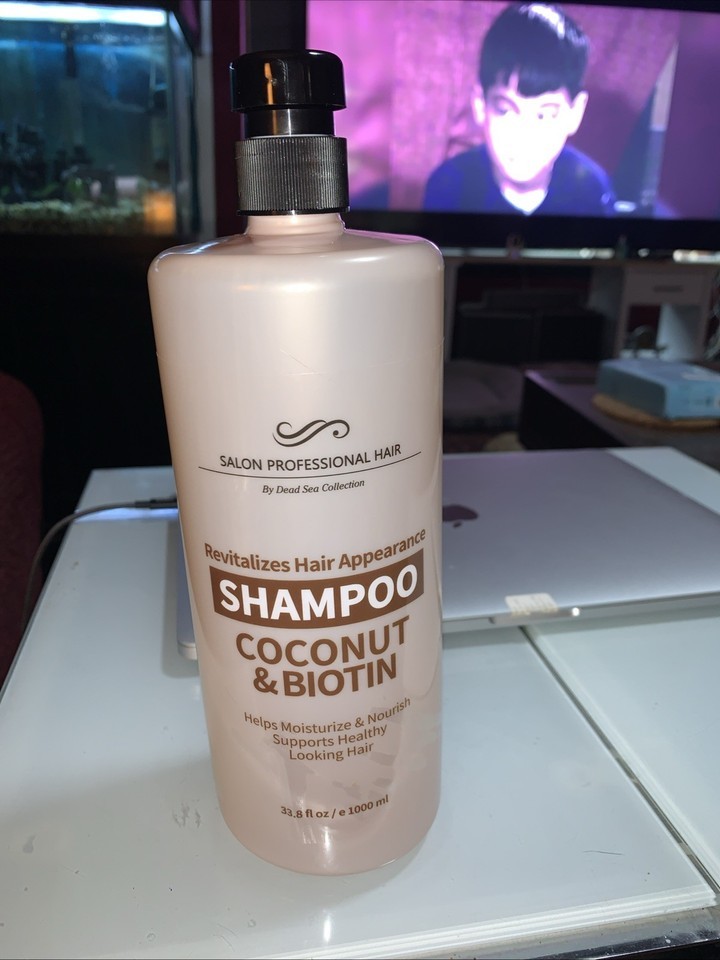 SALON PROFESSIONAL HAIR
By Dead Sea Collection
Revitalizes Hair Appearance
SHAMPOO
COCONUT
& BIOTIN
Helps Moisturize & Nourish
Supports Healthy
Looking Hair
33.8 fl oz / e 1000 ml